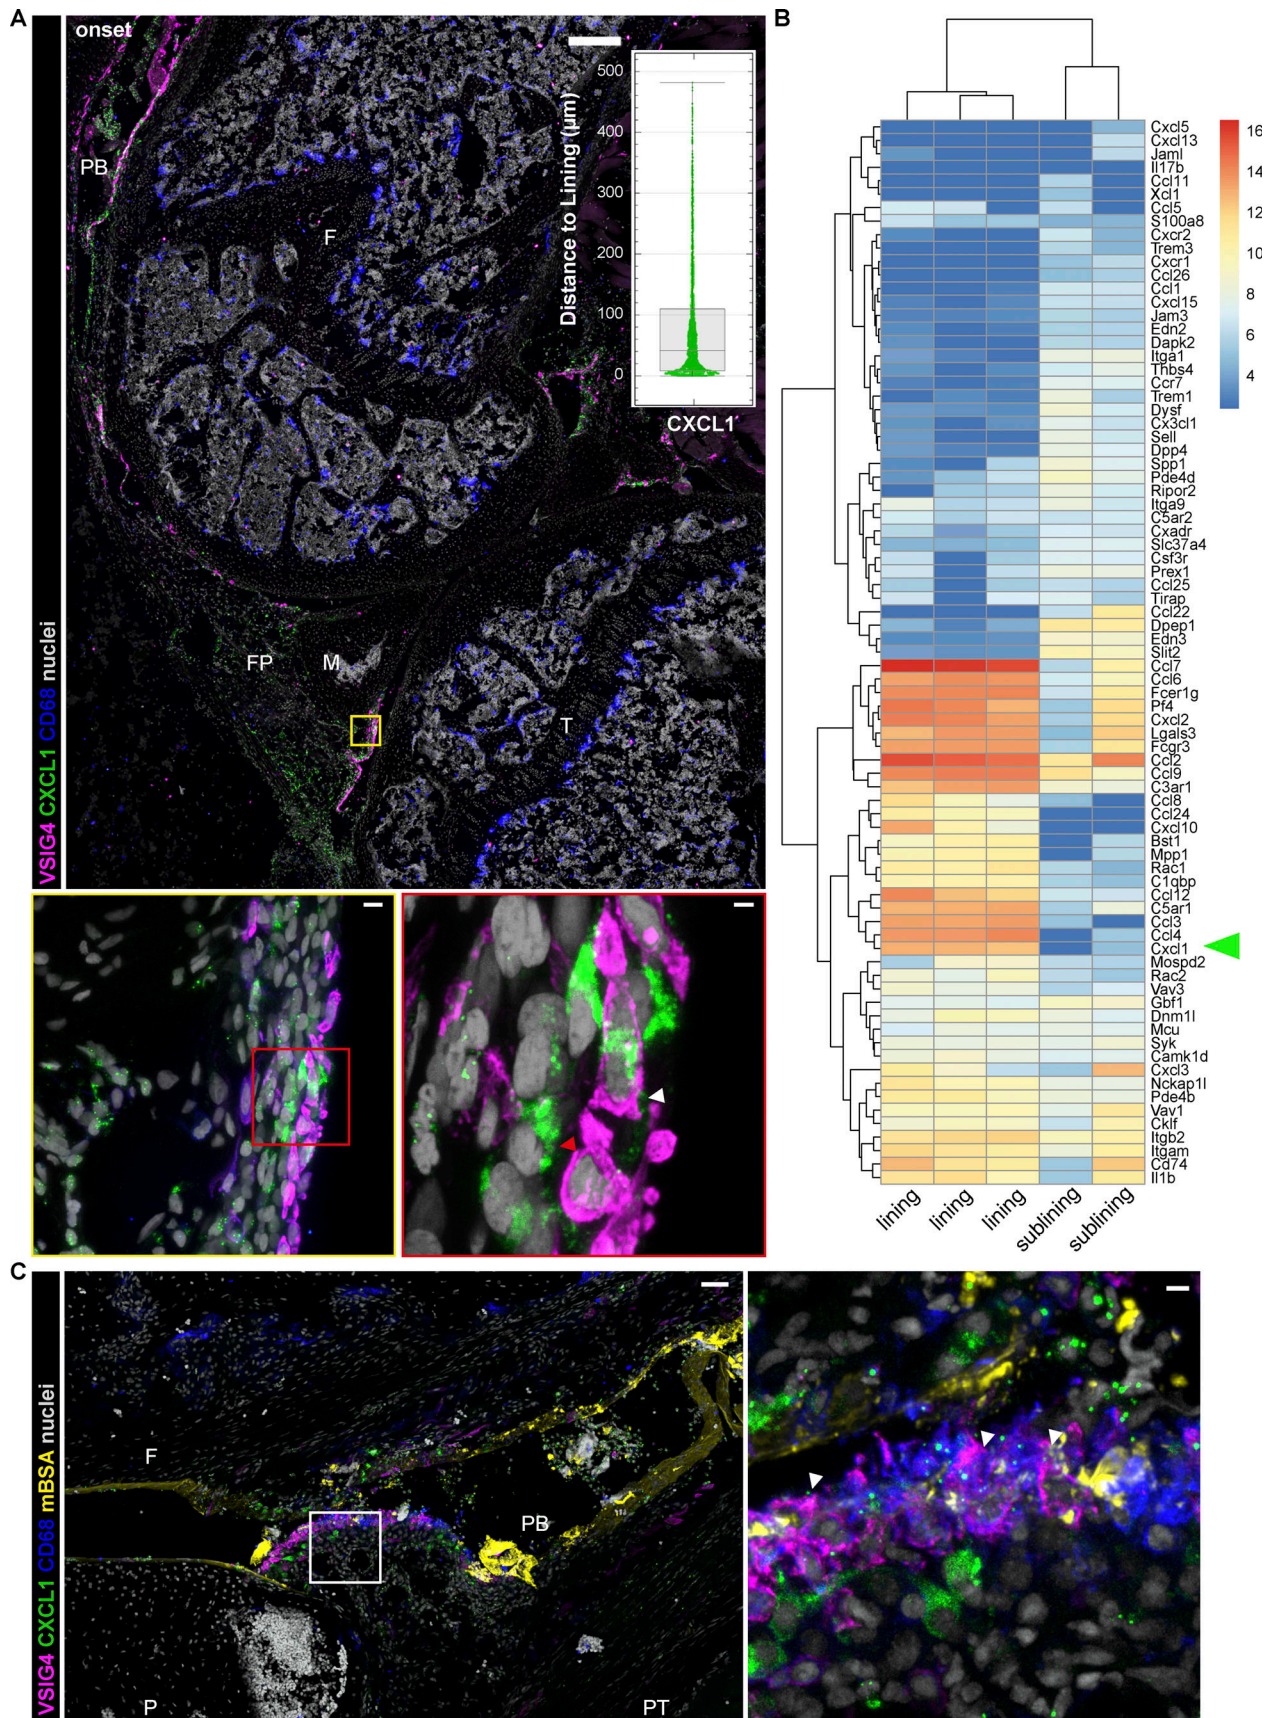 A
onset
VSIG4 CXCL1 CD68 nuclei
PB
F
FP
M
T
Distance to Lining (µm)
500
400
300
200
100
0
CXCL1
B
Cxcl5
Cxcl13
Jaml
Il17b
Ccl11
Xcl1
Ccl5
S100a8
Cxcr2
Trem3
Cxcr1
Ccl26
Ccl1
Cxcl15
Jam3
Edn2
Dapk2
Itga1
Thbs4
Ccr7
Trem1
Dysf
Cx3cl1
Sell
Dpp4
Spp1
Pde4d
Ripor2
Itga9
C5ar2
Cxadr
Slc37a4
Csf3r
Prex1
Ccl25
Tirap
Ccl22
Dpep1
Edn3
Slit2
Ccl7
Ccl6
Fcer1g
Pf4
Cxcl2
Lgals3
Fcgr3
Ccl2
Ccl9
C3ar1
Ccl8
Ccl24
Cxcl10
Bst1
Mpp1
Rac1
C1qbp
Ccl12
C5ar1
Ccl3
Ccl4
Cxcl1
Mospd2
Rac2
Vav3
Gbf1
Dnm1l
Mcu
Syk
Camk1d
Cxcl3
Nckap1l
Pde4b
Vav1
Cklf
Itgb2
Itgam
Cd74
Il1b
lining
lining
lining
sublining
sublining
16
14
12
10
8
6
4
C
VSIG4 CXCL1 CD68 mBSA nuclei
F
PB
P
PT